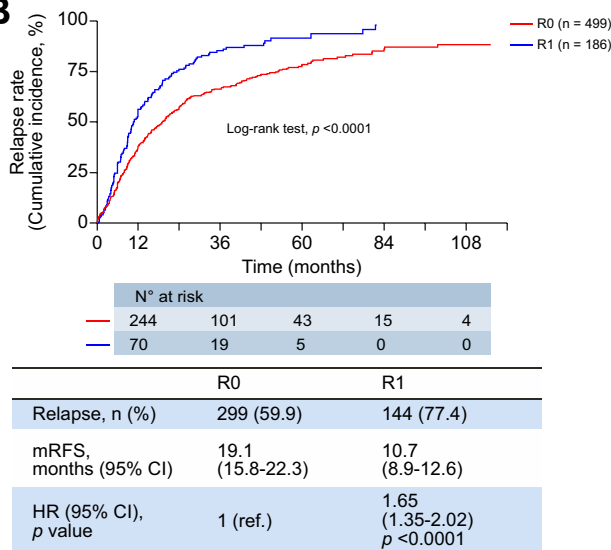 B
Relapse rate
(Cumulative incidence, %)
100
75
50
25
0
R0 (n = 499)
R1 (n = 186)
Log-rank test, p <0.0001
0 12 36 60 84 108
Time (months)
N° at risk
244 101 43 15 4
70 19 5 0 0
R0 R1
Relapse, n (%) 299 (59.9) 144 (77.4)
mRFS,
months (95% CI)
19.1
(15.8-22.3)
10.7
(8.9-12.6)
HR (95% CI),
p value
1 (ref.)
1.65
(1.35-2.02)
p <0.0001